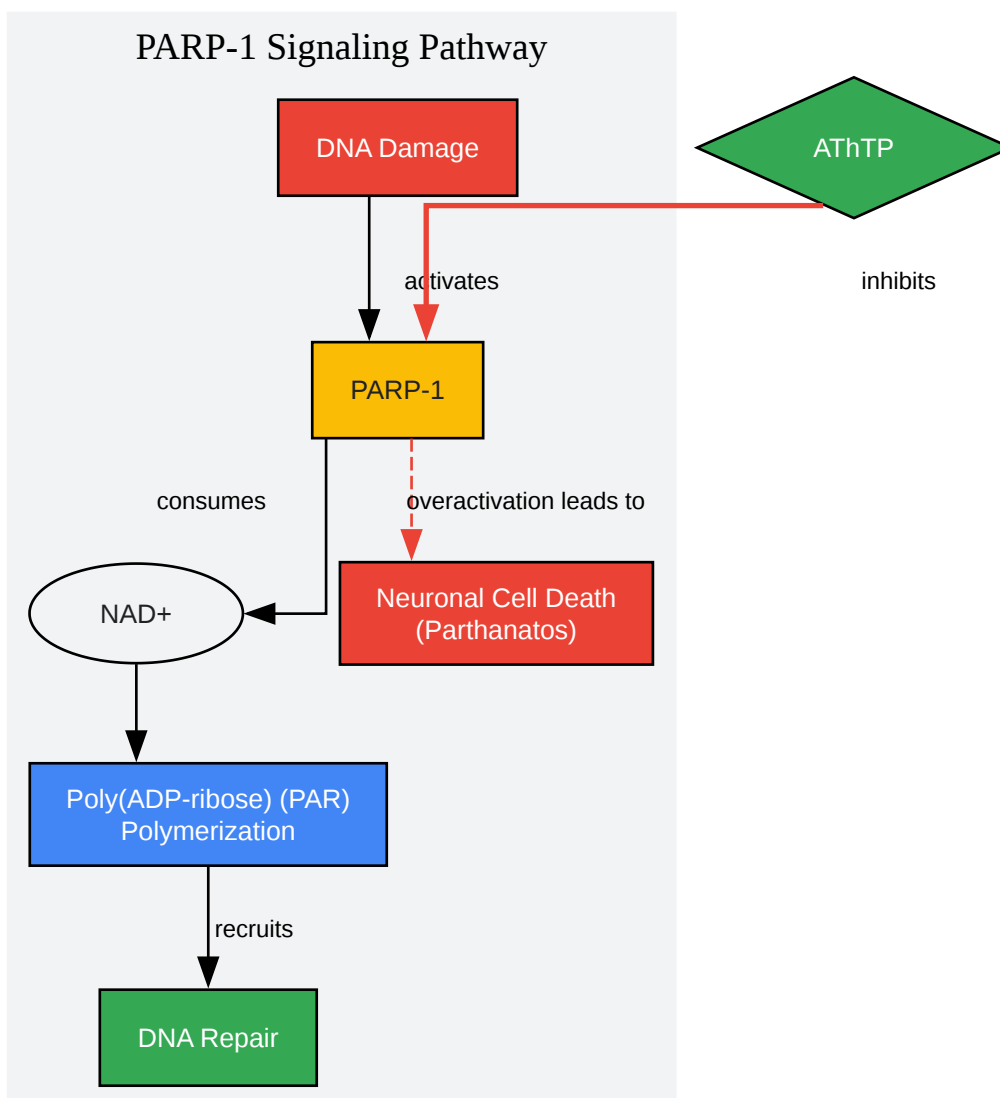 PARP-1 Signaling Pathway
DNA Damage
AThTP
activates
inhibits
PARP-1
consumes
overactivation leads to
Neuronal Cell Death
(Parthanatos)
NAD+
Poly(ADP-ribose) (PAR)
Polymerization
recruits
DNA Repair